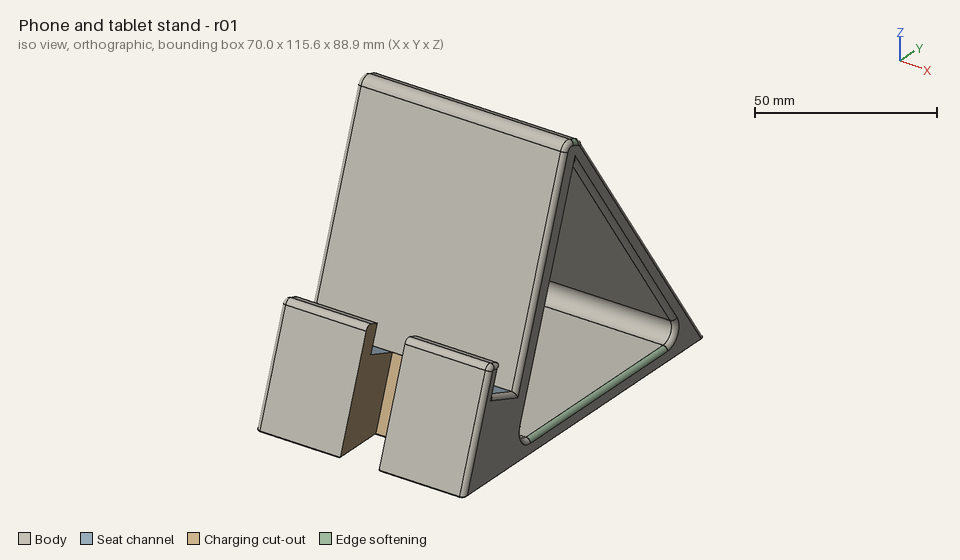 Phone and tablet stand - r01
iso view, orthographic, bounding box 70.0 x 115.6 x 88.9 mm (X x Y x Z)
Z
Y
X
50 mm
Body
Seat channel
Charging cut-out
Edge softening